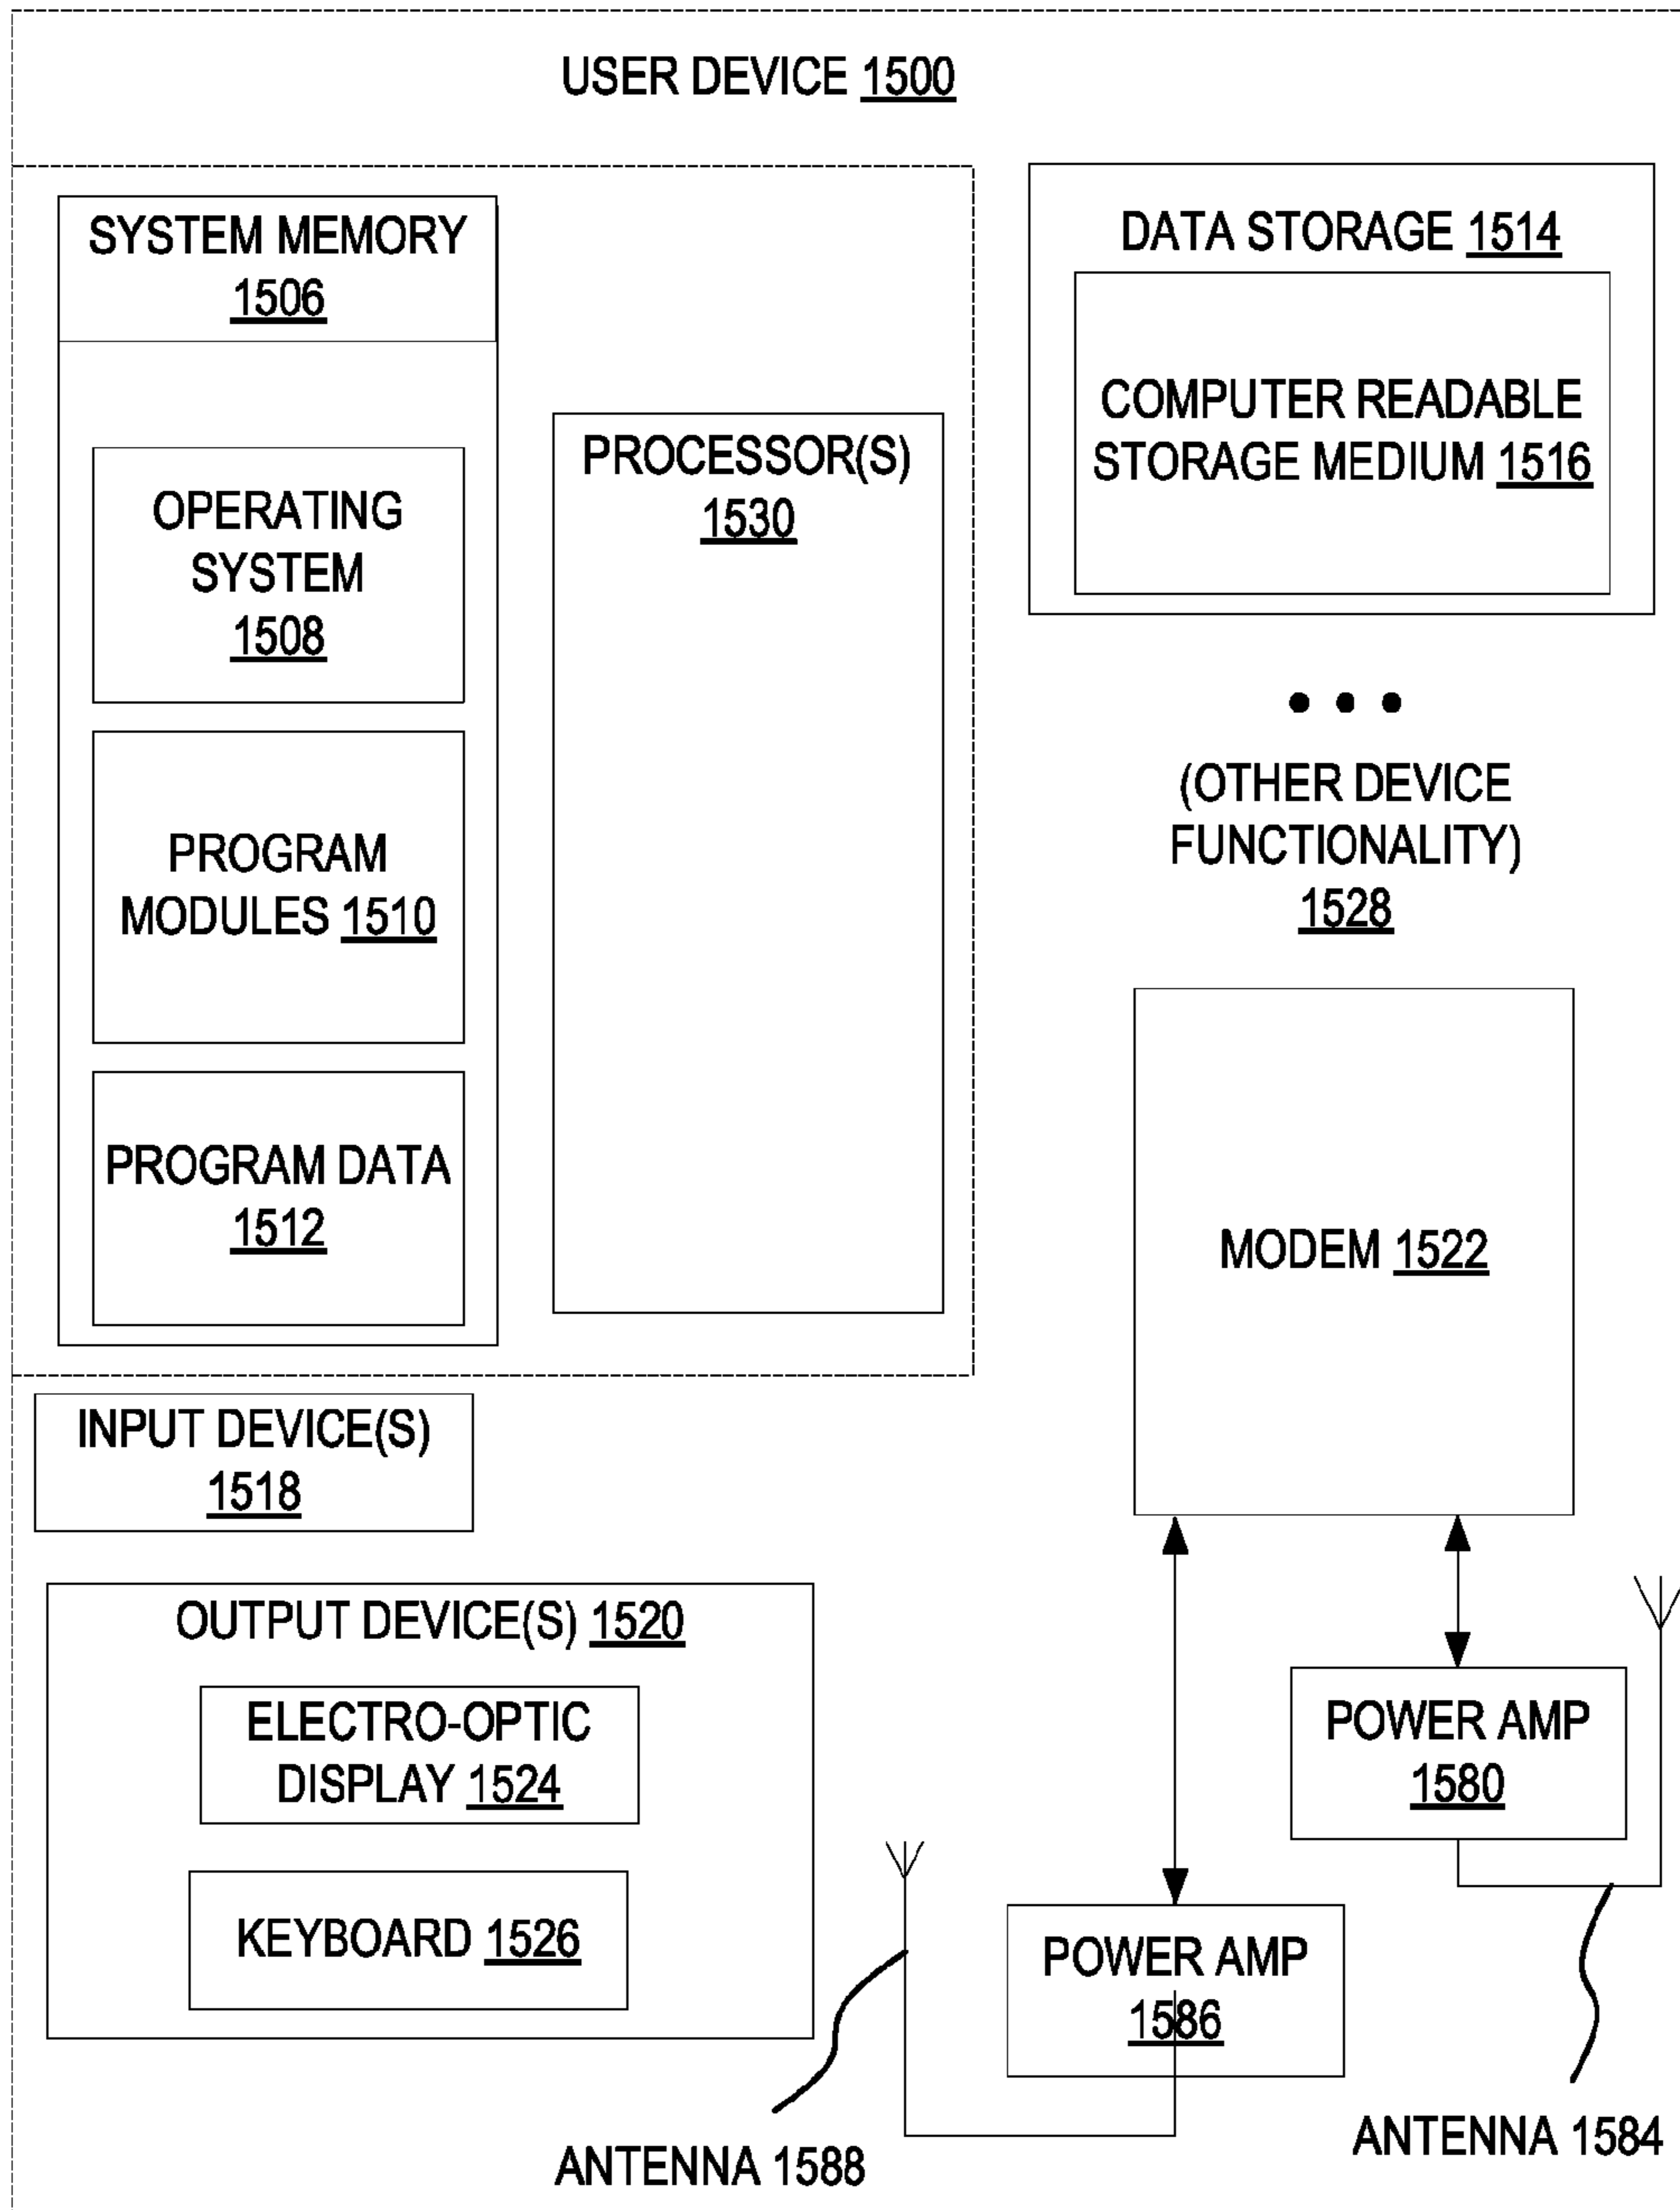 USER DEVICE 1500
SYSTEM MEMORY
1506
OPERATING
SYSTEM
1508
PROGRAM
MODULES 1510
PROGRAM DATA
1512
PROCESSOR(S)
1530
DATA STORAGE 1514
COMPUTER READABLE
STORAGE MEDIUM 1516
(OTHER DEVICE
FUNCTIONALITY)
1528
MODEM 1522
INPUT DEVICE(S)
1518
OUTPUT DEVICE(S) 1520
ELECTRO-OPTIC
DISPLAY 1524
KEYBOARD 1526
POWER AMP
1580
POWER AMP
1586
ANTENNA 1588
ANTENNA 1584